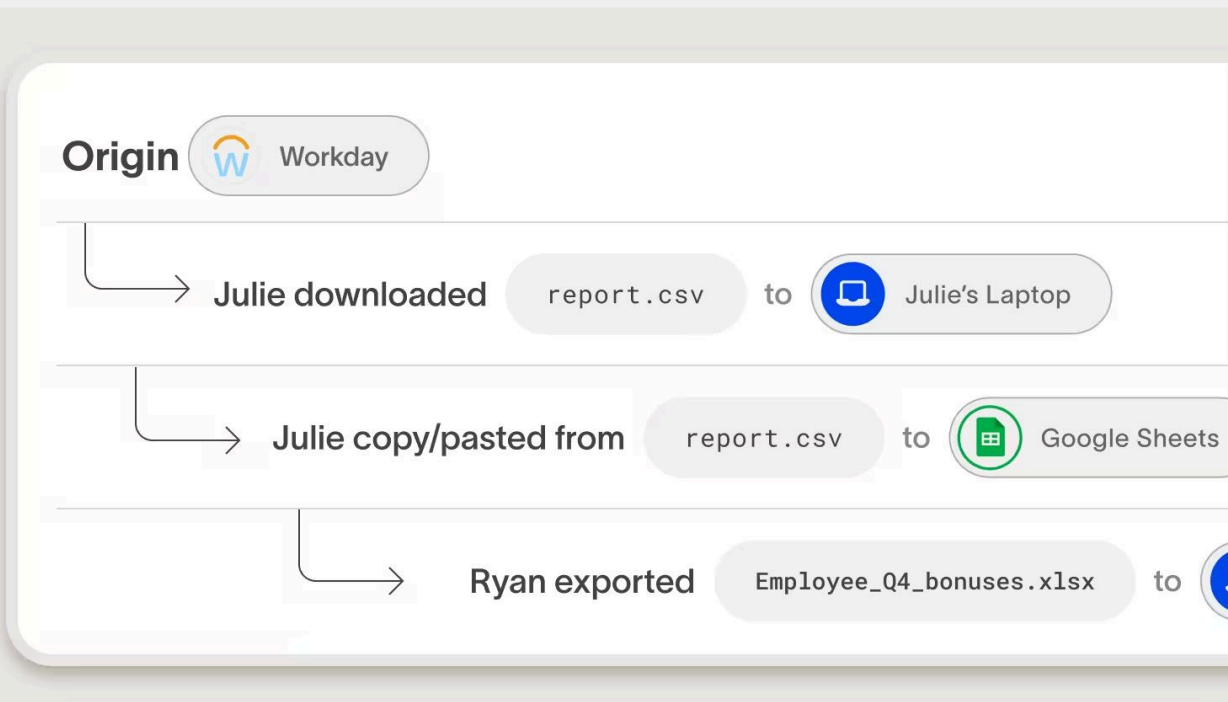 Origin Workday
Julie downloaded report.csv to Julie’s Laptop
Julie copy/pasted from report.csv to Google Sheets
Ryan exported Employee_Q4_bonuses.xlsx to